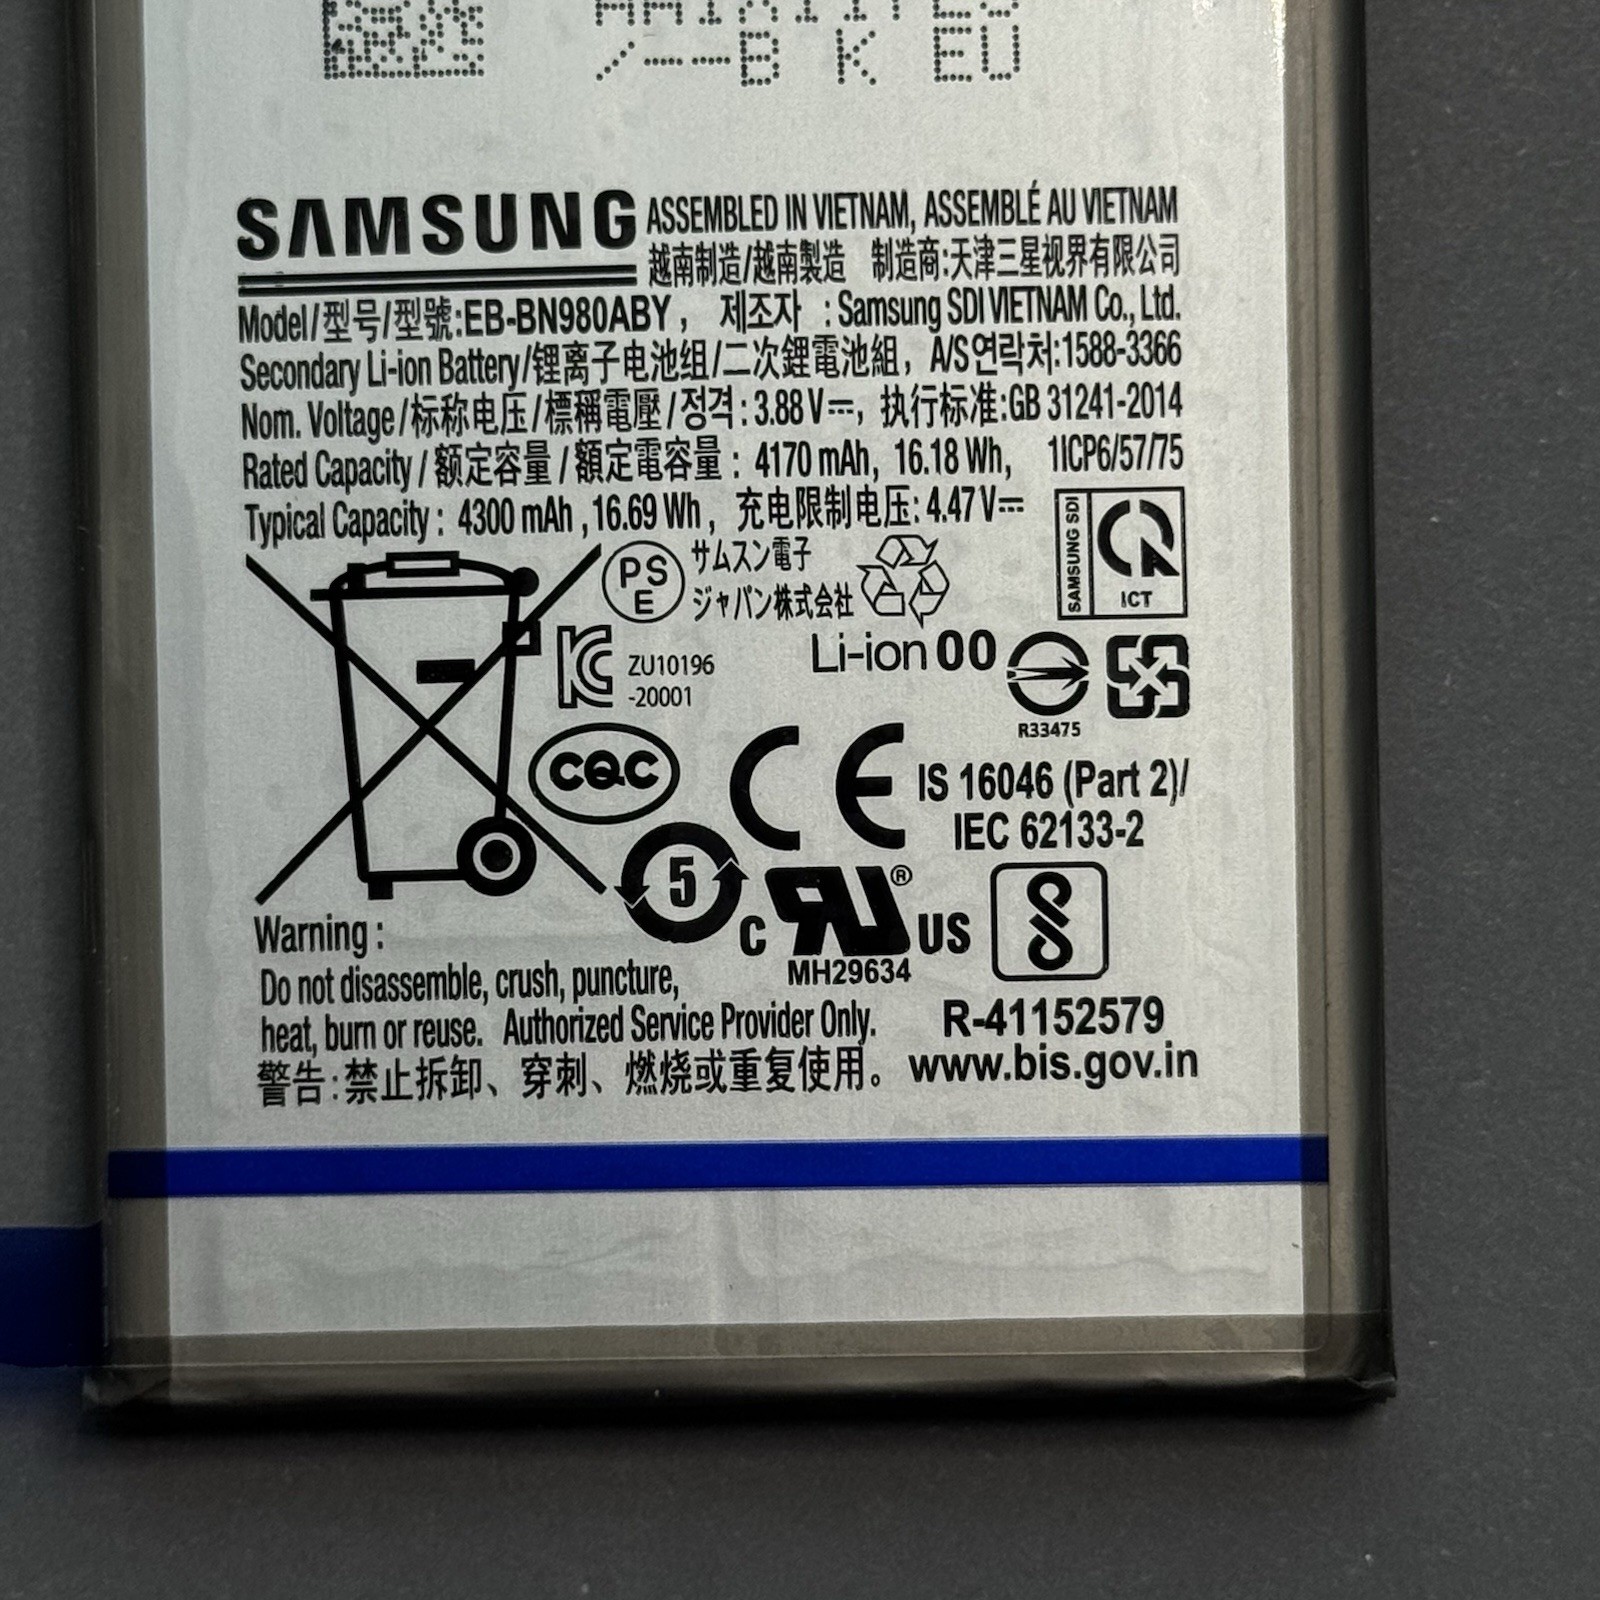 /--B K EU
SAMSUNG ASSEMBLED IN VIETNAM, ASSEMBLÉ AU VIETNAM
越南制造/越南製造 制造商:天津三星视界有限公司
Model/型号/型號:EB-BN980ABY, 제조자 : Samsung SDI VIETNAM Co., Ltd.
Secondary Li-ion Battery/锂离子电池组/二次鋰電池組, A/S연락처:1588-3366
Nom. Voltage/标称电压/標稱電壓/정격: 3.88 V⎓, 执行标准:GB 31241-2014
Rated Capacity / 额定容量 / 額定電容量 : 4170 mAh, 16.18 Wh, 1ICP6/57/75
Typical Capacity : 4300 mAh , 16.69 Wh , 充电限制电压: 4.47 V⎓
PS
E
サムスン電子
ジャパン株式会社
SAMSUNG SDI
ICT
ZU10196
-20001
Li-ion 00
R33475
CQC
CE
IS 16046 (Part 2)/
IEC 62133-2
5
C RU® US
MH29634
Warning :
Do not disassemble, crush, puncture,
heat, burn or reuse. Authorized Service Provider Only.
警告:禁止拆卸、穿刺、燃烧或重复使用。
R-41152579
www.bis.gov.in